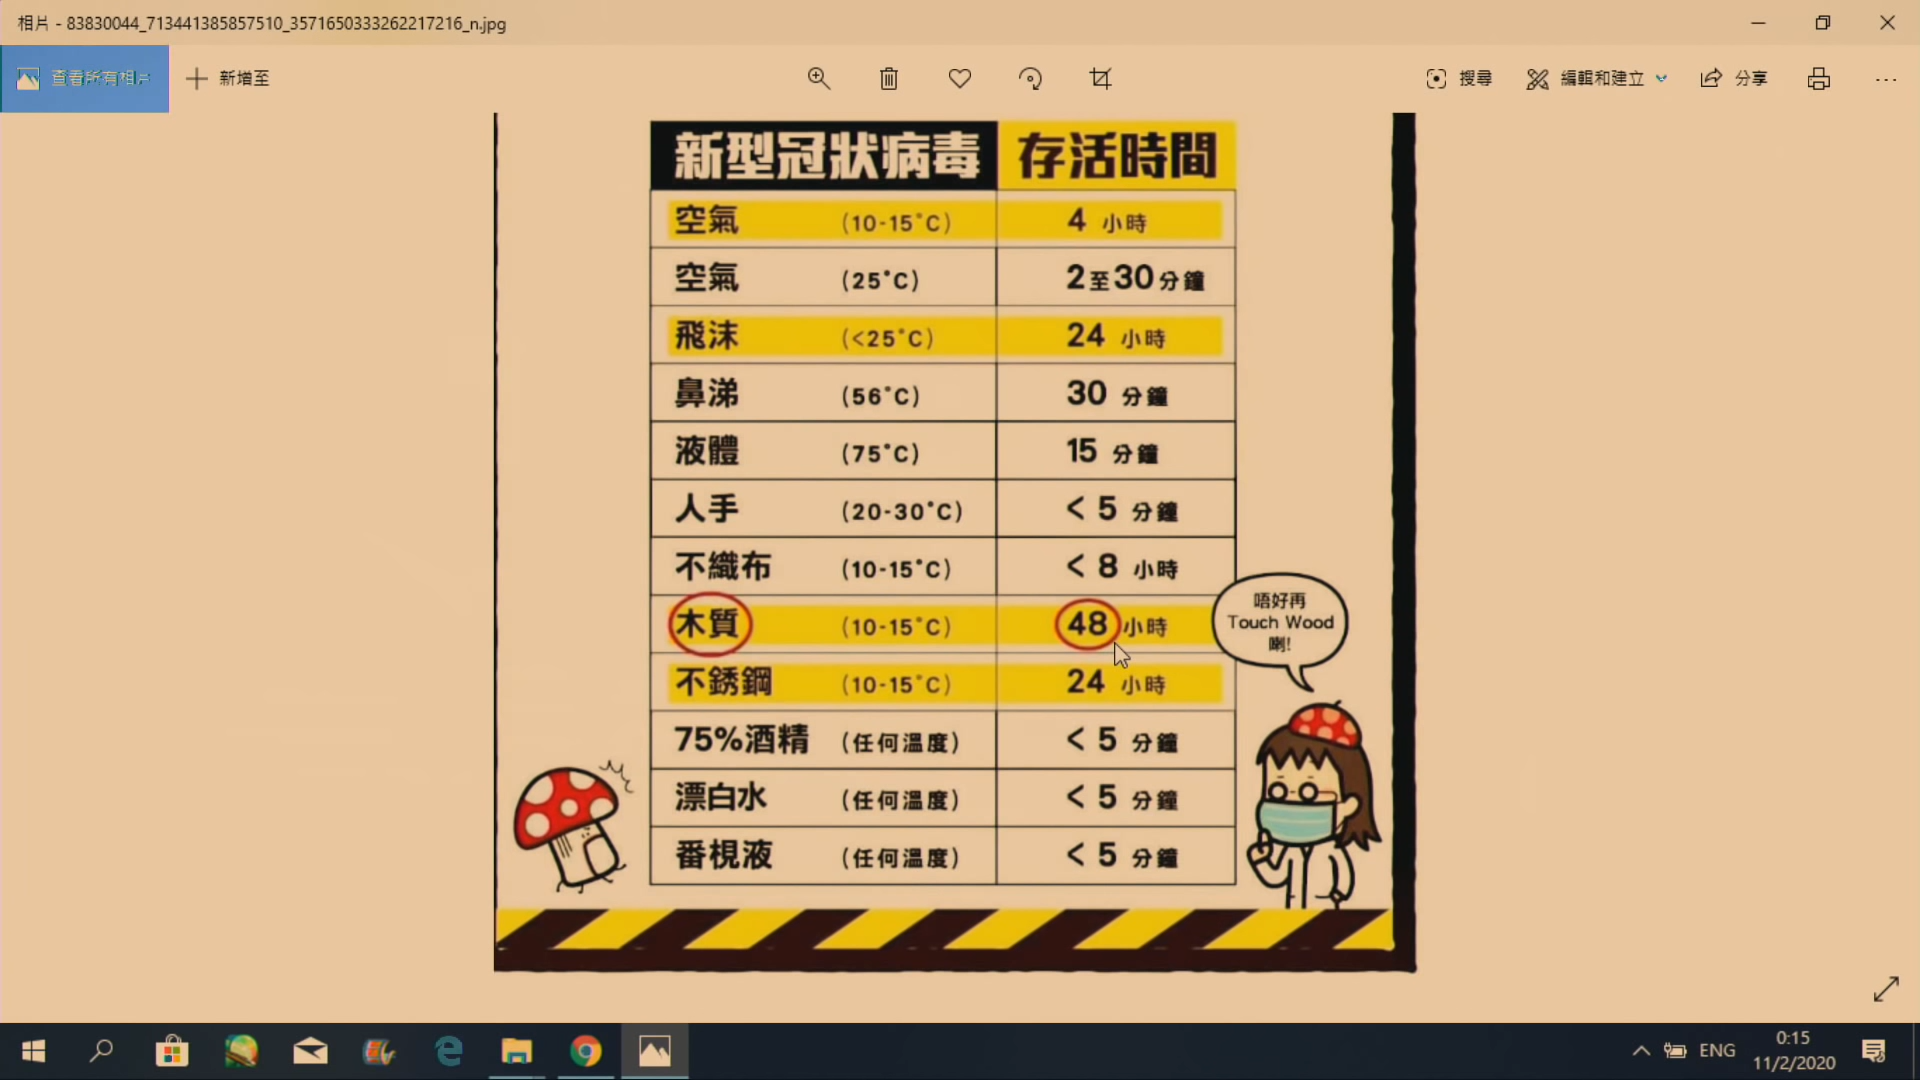 相片 - 83830044_713441385857510_3571650333262217216_n.jpg
查看所有相片
新增至
搜尋
編輯和建立
分享
新型冠狀病毒 存活時間
空氣 (10-15°C) 4 小時
空氣 (25°C) 2至30分鐘
飛沫 (<25°C) 24 小時
鼻涕 (56°C) 30 分鐘
液體 (75°C) 15 分鐘
人手 (20-30°C) < 5 分鐘
不織布 (10-15°C) < 8 小時
木質 (10-15°C) 48 小時
不銹鋼 (10-15°C) 24 小時
75%酒精 (任何溫度) < 5 分鐘
漂白水 (任何溫度) < 5 分鐘
番梘液 (任何溫度) < 5 分鐘
唔好再
Touch Wood
喇!
ENG
0:15
11/2/2020